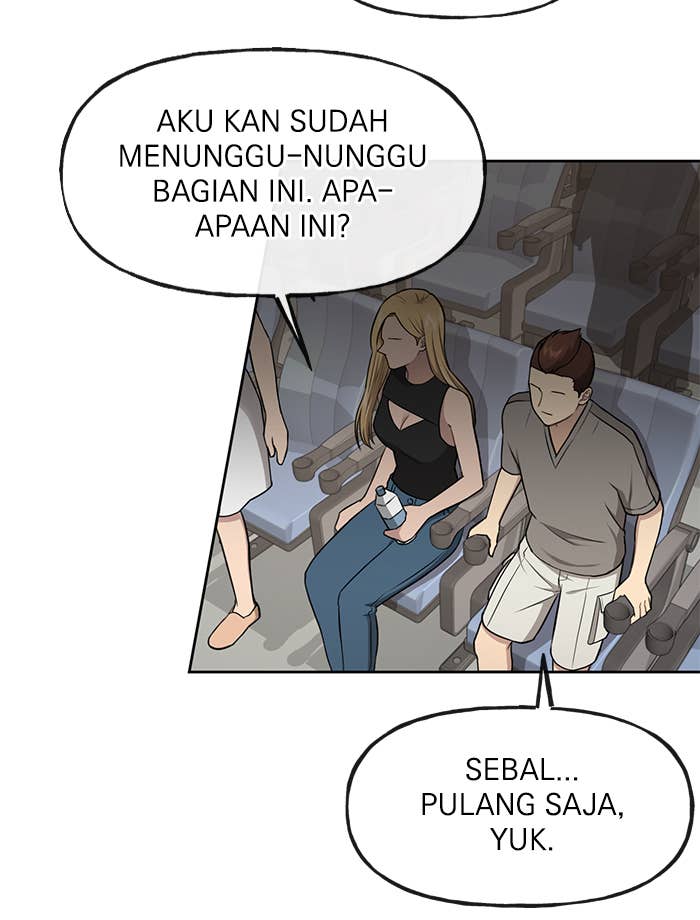 AKU KAN SUDAH
MENUNGGU-NUNGGU
BAGIAN INI. APA-
APAAN INI?
SEBAL...
PULANG SAJA,
YUK.